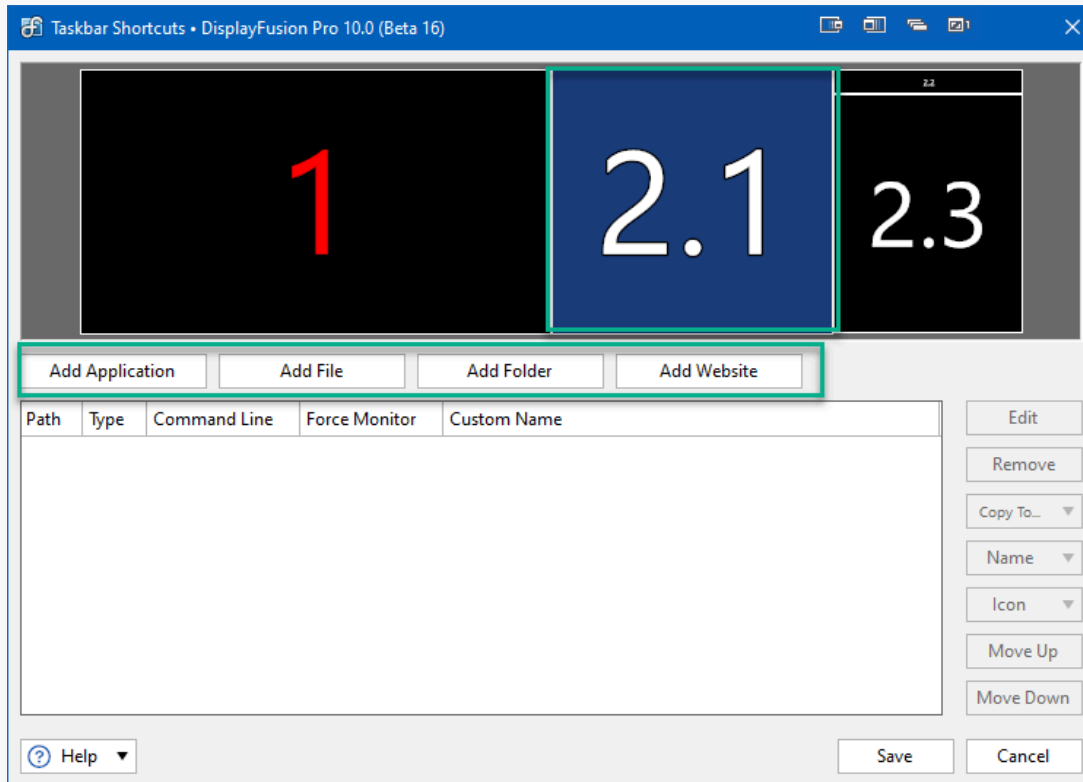 Taskbar Shortcuts • DisplayFusion Pro 10.0 (Beta 16)
1
2.1
2.2
2.3
Add Application Add File Add Folder Add Website
Path Type Command Line Force Monitor Custom Name
Edit
Remove
Copy To...
Name
Icon
Move Up
Move Down
? Help Save Cancel